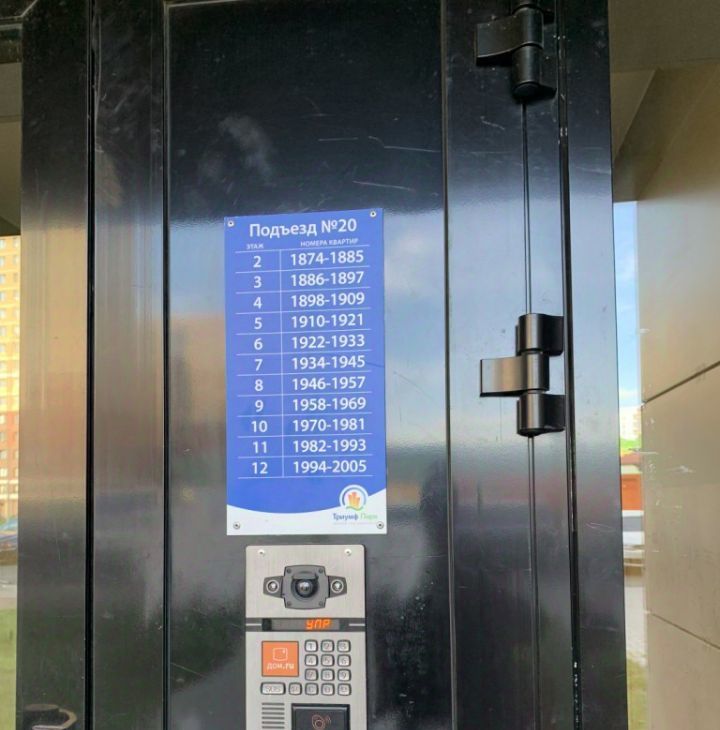 Подъезд №20
ЭТАЖ НОМЕРА КВАРТИР
2 1874-1885
3 1886-1897
4 1898-1909
5 1910-1921
6 1922-1933
7 1934-1945
8 1946-1957
9 1958-1969
10 1970-1981
11 1982-1993
12 1994-2005
Триумф Парк
УПР
дом.ru
SOS